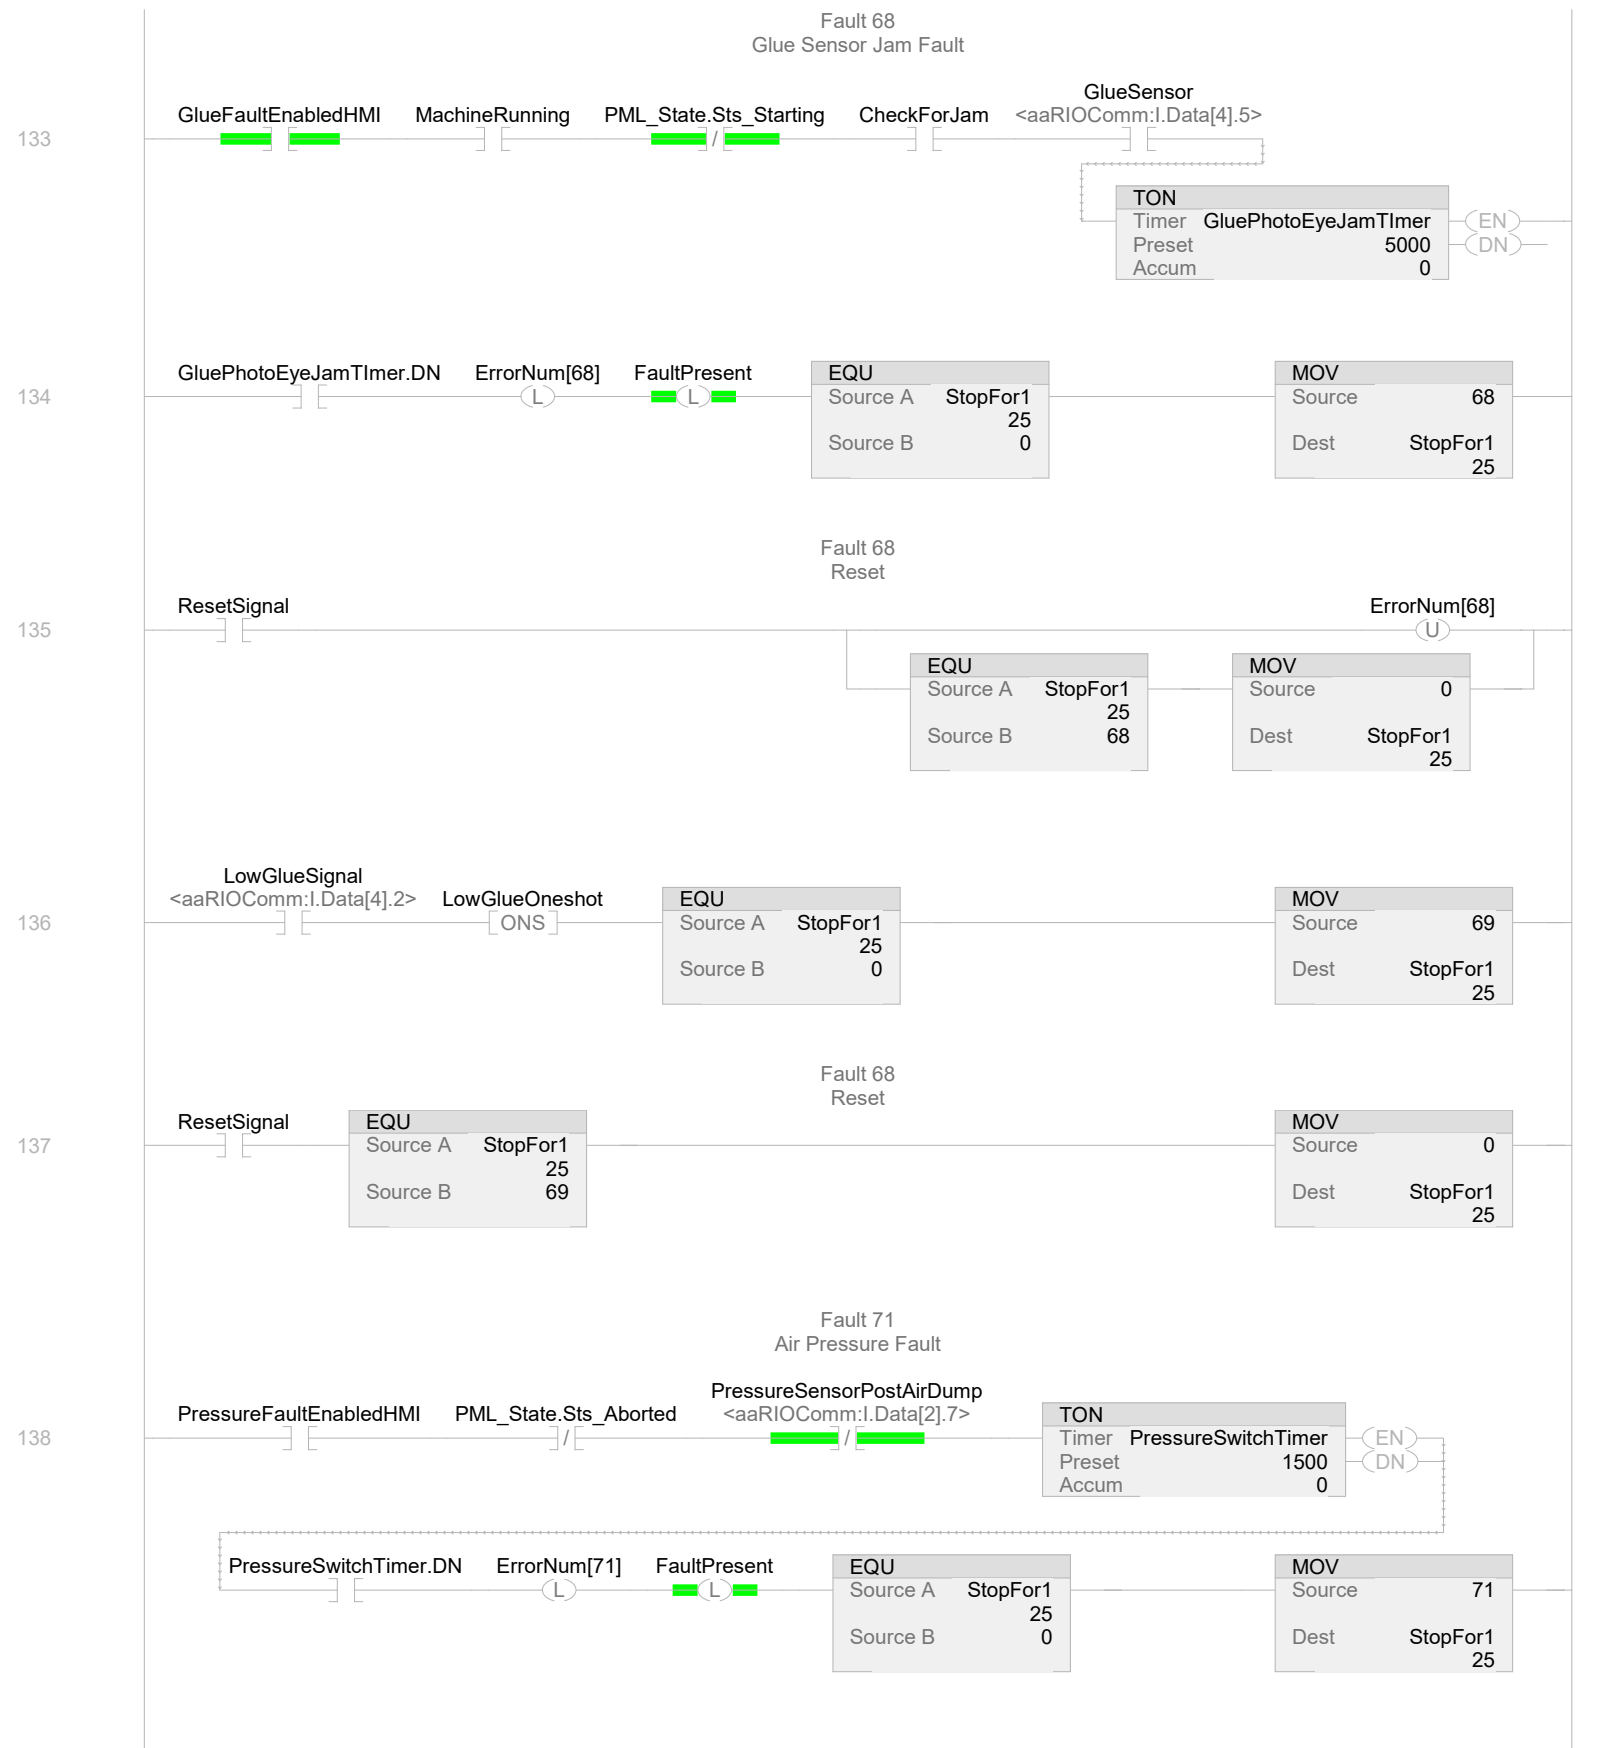 Fault 68
Glue Sensor Jam Fault
133
GlueFaultEnabledHMI MachineRunning PML_State.Sts_Starting CheckForJam GlueSensor
<aaRIOComm:I.Data[4].5>
/
TON
Timer GluePhotoEyeJamTImer EN
Preset 5000 DN
Accum 0
134
GluePhotoEyeJamTImer.DN ErrorNum[68] FaultPresent
L L
EQU
Source A StopFor1
25
Source B 0
MOV
Source 68
Dest StopFor1
25
Fault 68
Reset
135
ResetSignal ErrorNum[68]
U
EQU
Source A StopFor1
25
Source B 68
MOV
Source 0
Dest StopFor1
25
136
LowGlueSignal
<aaRIOComm:I.Data[4].2> LowGlueOneshot
ONS
EQU
Source A StopFor1
25
Source B 0
MOV
Source 69
Dest StopFor1
25
Fault 68
Reset
137
ResetSignal
EQU
Source A StopFor1
25
Source B 69
MOV
Source 0
Dest StopFor1
25
Fault 71
Air Pressure Fault
138
PressureFaultEnabledHMI PML_State.Sts_Aborted PressureSensorPostAirDump
<aaRIOComm:I.Data[2].7>
/ /
TON
Timer PressureSwitchTimer EN
Preset 1500 DN
Accum 0
PressureSwitchTimer.DN ErrorNum[71] FaultPresent
L L
EQU
Source A StopFor1
25
Source B 0
MOV
Source 71
Dest StopFor1
25